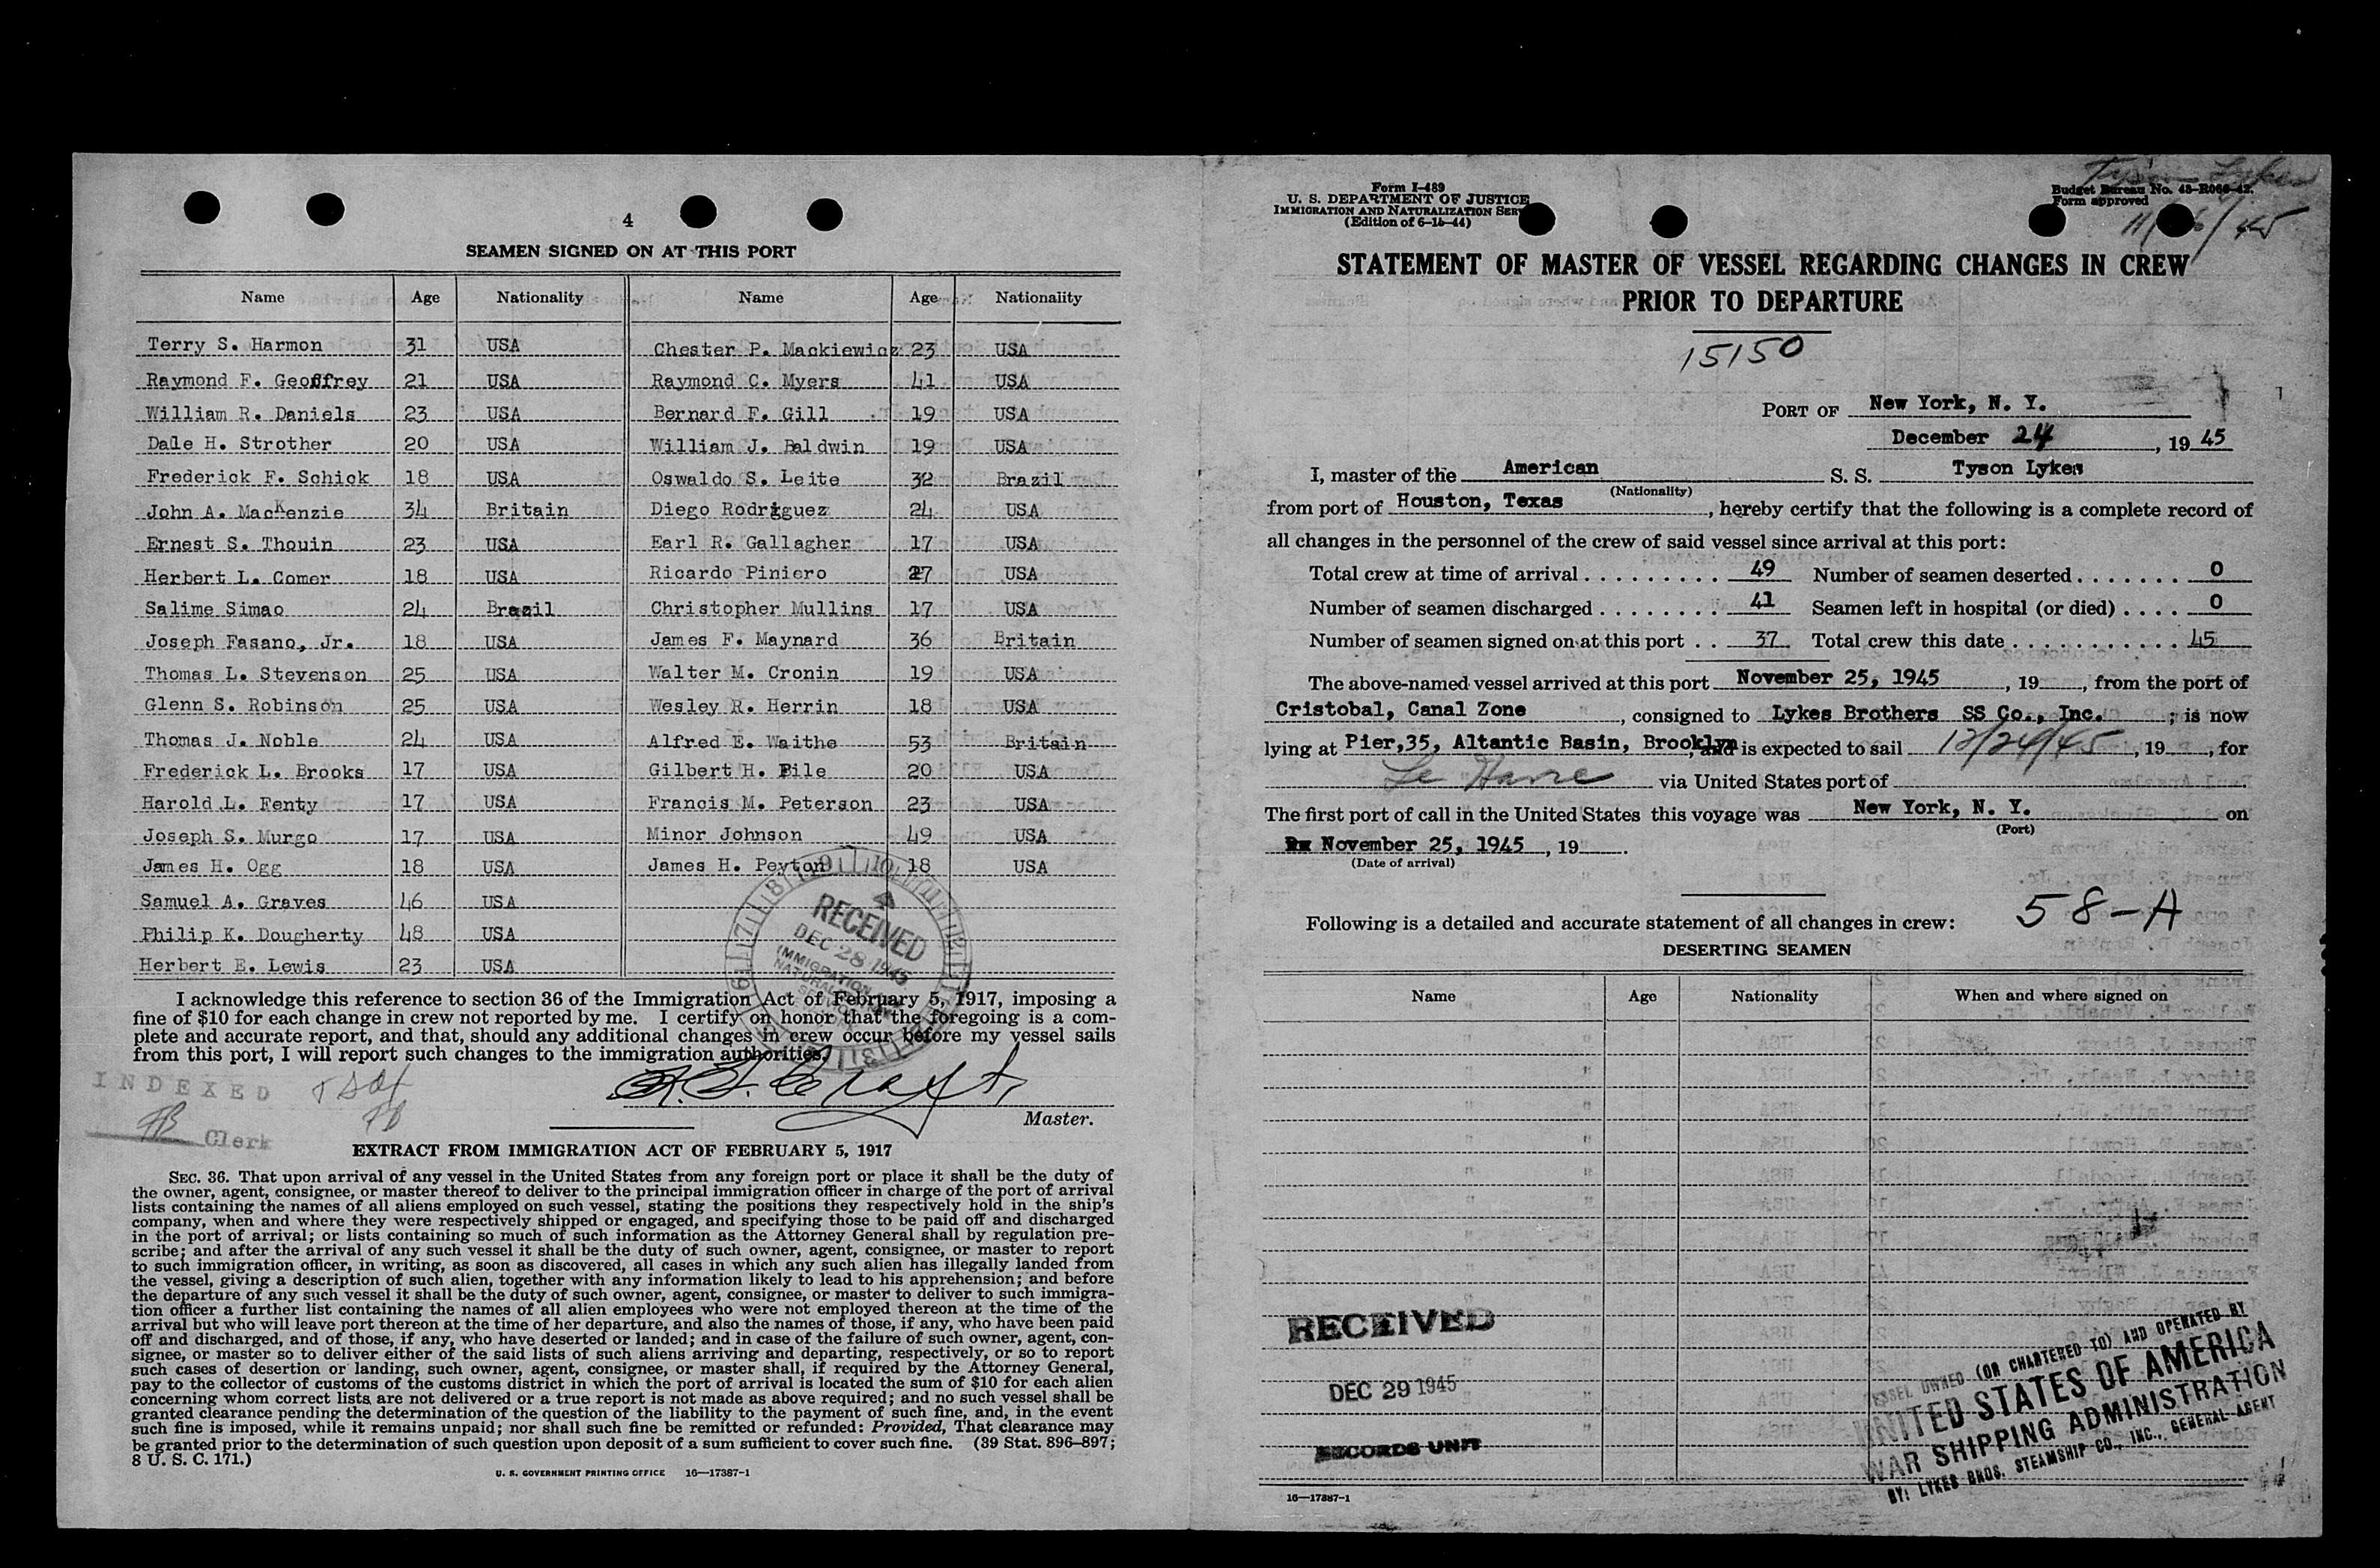 4
SEAMEN SIGNED ON AT THIS PORT
Name Age Nationality Name Age Nationality
Terry S. Harmon 31 USA Chester P. Mackiewicz 23 USA
Raymond F. Geoffrey 21 USA Raymond C. Myers 41 USA
William R. Daniels 23 USA Bernard F. Gill 19 USA
Dale H. Strother 20 USA William J. Baldwin 19 USA
Frederick F. Schick 18 USA Oswaldo S. Leite 32 Brazil
John A. MacKenzie 34 Britain Diego Rodriguez 24 USA
Ernest S. Thouin 23 USA Earl R. Gallagher 17 USA
Herbert L. Comer 18 USA Ricardo Piniero 27 USA
Salime Simao 24 Brazil Christopher Mullins 17 USA
Joseph Fasano, Jr. 18 USA James F. Maynard 36 Britain
Thomas L. Stevenson 25 USA Walter M. Cronin 19 USA
Glenn S. Robinson 25 USA Wesley R. Herrin 18 USA
Thomas J. Noble 24 USA Alfred E. Waithe 53 Britain
Frederick L. Brooks 17 USA Gilbert H. Pile 20 USA
Harold L. Fenty 17 USA Francis M. Peterson 23 USA
Joseph S. Murgo 17 USA Minor Johnson 49 USA
James H. Ogg 18 USA James H. Peyton 18 USA
Samuel A. Graves 46 USA
Philip K. Dougherty 48 USA
Herbert E. Lewis 23 USA
RECEIVED
DEC 28 1945
IMMIGRATION
I acknowledge this reference to section 36 of the Immigration Act of February 5, 1917, imposing a
fine of $10 for each change in crew not reported by me. I certify on honor that the foregoing is a com-
plete and accurate report, and that, should any additional changes in crew occur before my vessel sails
from this port, I will report such changes to the immigration authorities.
INDEXED
Clerk
Master.
EXTRACT FROM IMMIGRATION ACT OF FEBRUARY 5, 1917
SEC. 36. That upon arrival of any vessel in the United States from any foreign port or place it shall be the duty of
the owner, agent, consignee, or master thereof to deliver to the principal immigration officer in charge of the port of arrival
lists containing the names of all aliens employed on such vessel, stating the positions they respectively hold in the ship's
company, when and where they were respectively shipped or engaged, and specifying those to be paid off and discharged
in the port of arrival; or lists containing so much of such information as the Attorney General shall by regulation pre-
scribe; and after the arrival of any such vessel it shall be the duty of such owner, agent, consignee, or master to report
to such immigration officer, in writing, as soon as discovered, all cases in which any such alien has illegally landed from
the vessel, giving a description of such alien, together with any information likely to lead to his apprehension; and before
the departure of any such vessel it shall be the duty of such owner, agent, consignee, or master to deliver to such immigra-
tion officer a further list containing the names of all alien employees who were not employed thereon at the time of the
arrival but who will leave port thereon at the time of her departure, and also the names of those, if any, who have been paid
off and discharged, and of those, if any, who have deserted or landed; and in case of the failure of such owner, agent, con-
signee, or master so to deliver either of the said lists of such aliens arriving and departing, respectively, or so to report
such cases of desertion or landing, such owner, agent, consignee, or master shall, if required by the Attorney General,
pay to the collector of customs of the customs district in which the port of arrival is located the sum of $10 for each alien
concerning whom correct lists are not delivered or a true report is not made as above required; and no such vessel shall be
granted clearance pending the determination of the question of the liability to the payment of such fine, and, in the event
such fine is imposed, while it remains unpaid; nor shall such fine be remitted or refunded: Provided, That clearance may
be granted prior to the determination of such question upon deposit of a sum sufficient to cover such fine. (39 Stat. 896–897;
8 U. S. C. 171.)
U. S. GOVERNMENT PRINTING OFFICE 16—17387-1
Form I-489
U. S. DEPARTMENT OF JUSTICE
IMMIGRATION AND NATURALIZATION
(Edition of 6-16-44)
Tyson Lykes
Budget Bureau No. 43-R066-42.
Form approved
STATEMENT OF MASTER OF VESSEL REGARDING CHANGES IN CREW
PRIOR TO DEPARTURE
15150
PORT OF New York, N. Y.
December 24, 1945
I, master of the American S. S. Tyson Lykes
(Nationality)
from port of Houston, Texas, hereby certify that the following is a complete record of
all changes in the personnel of the crew of said vessel since arrival at this port:
Total crew at time of arrival . . . . . . . . . . 49 Number of seamen deserted . . . . . . . 0
Number of seamen discharged . . . . . . . . 41 Seamen left in hospital (or died) . . . . 0
Number of seamen signed on at this port . . 37 Total crew this date . . . . . . . . . . . 45
The above-named vessel arrived at this port November 25, 1945, 19, from the port of
Cristobal, Canal Zone, consigned to Lykes Brothers SS Co., Inc. ; is now
lying at Pier,35, Altantic Basin, Brooklyn, and is expected to sail 12/24/45, 19, for
Le Havre via United States port of
The first port of call in the United States this voyage was New York, N. Y. on
(Port)
November 25, 1945, 19.
(Date of arrival)
Following is a detailed and accurate statement of all changes in crew: 58-A
DESERTING SEAMEN
Name Age Nationality When and where signed on
RECEIVED
DEC 29 1945
RECORDS UNIT
VESSEL OWNED (OR CHARTERED TO) AND OPERATED BY
UNITED STATES OF AMERICA
WAR SHIPPING ADMINISTRATION
BY: LYKES BROS. STEAMSHIP CO., INC., GENERAL AGENT
16—17387-1